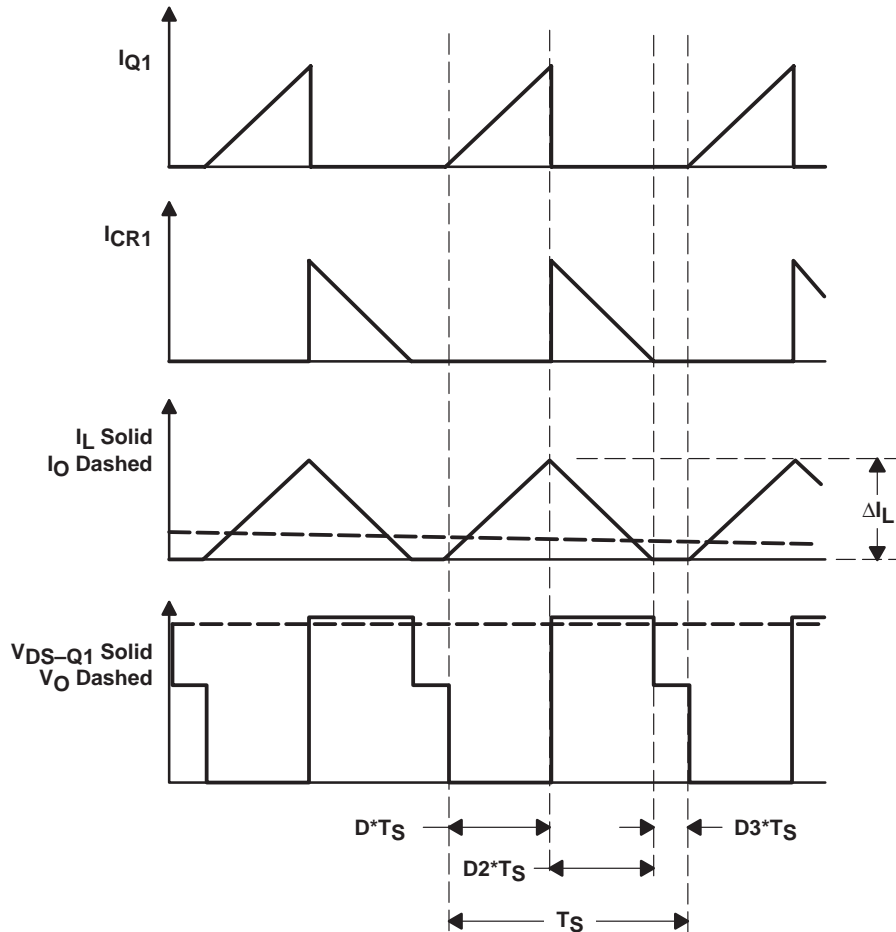 IQ1
ICR1
IL Solid
IO Dashed
ΔIL
VDS–Q1 Solid
VO Dashed
D*TS
D3*TS
D2*TS
TS